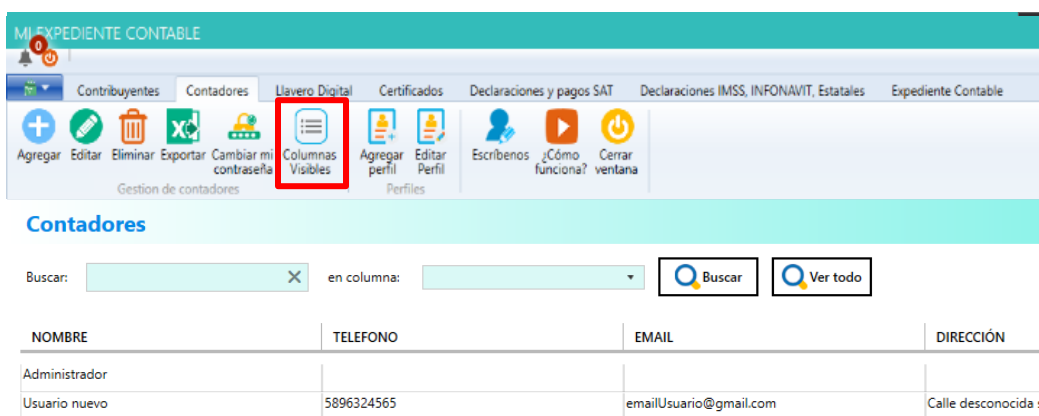 MI EXPEDIENTE CONTABLE
0
Contribuyentes Contadores Llavero Digital Certificados Declaraciones y pagos SAT Declaraciones IMSS, INFONAVIT, Estatales Expediente Contable
Agregar Editar Eliminar Exportar Cambiar mi contraseña Columnas Visibles Agregar perfil Editar Perfil Escríbenos ¿Cómo funciona? Cerrar ventana
Gestion de contadores Perfiles
Contadores
Buscar: en columna: Buscar Ver todo
NOMBRE TELEFONO EMAIL DIRECCIÓN
Administrador
Usuario nuevo 5896324565 emailUsuario@gmail.com Calle desconocida